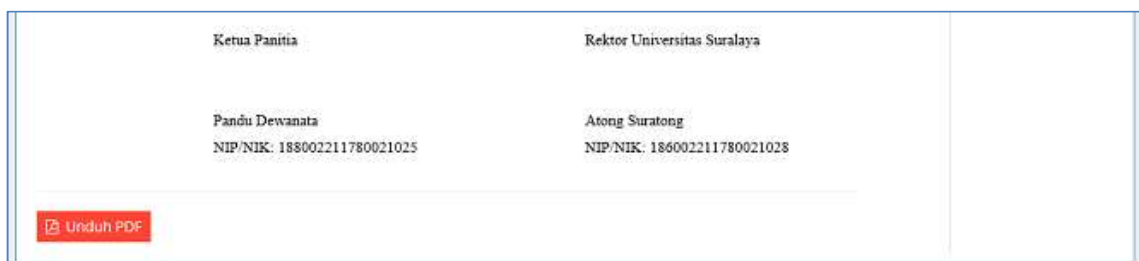 Ketua Panitia
Rektor Universitas Suralaya
Pandu Dewanata
Atong Suratong
NIP/NIK: 188002211780021025
NIP/NIK: 186002211780021028
Unduh PDF